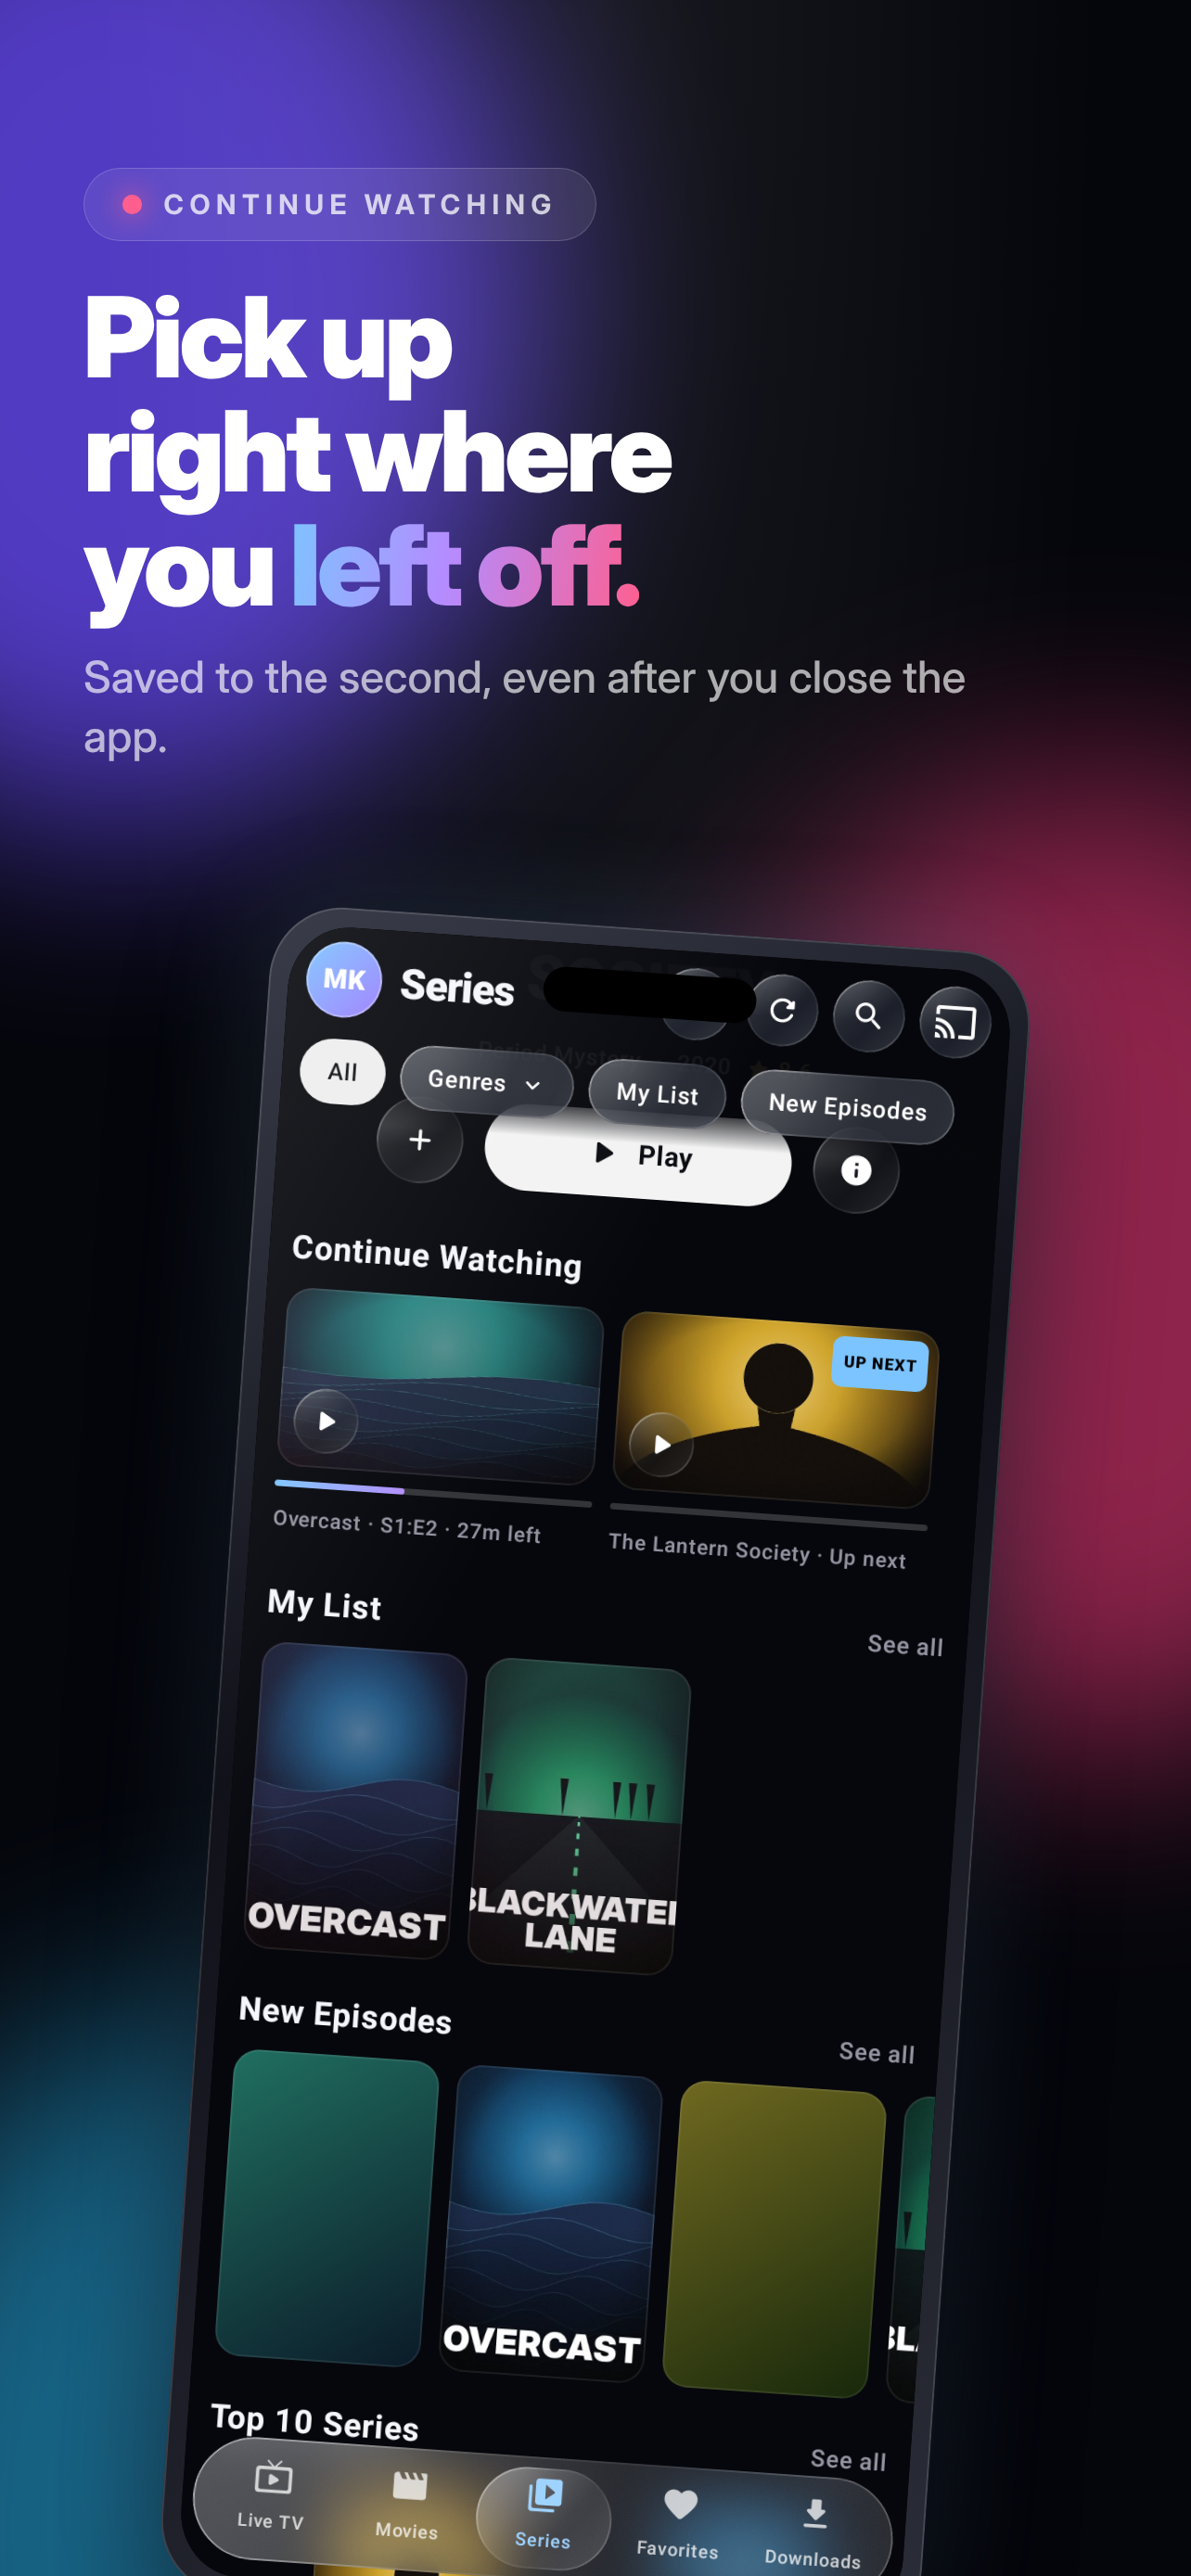 CONTINUE WATCHING
Pick up
right where
you left off.
Saved to the second, even after you close the
app.
MK
Series
All
Genres
My List
New Episodes
Play
Continue Watching
UP NEXT
Overcast · S1:E2 · 27m left
The Lantern Society · Up next
My List
See all
OVERCAST
BLACKWATER
LANE
New Episodes
See all
OVERCAST
BLA
Top 10 Series
See all
Live TV
Movies
Series
Favorites
Downloads